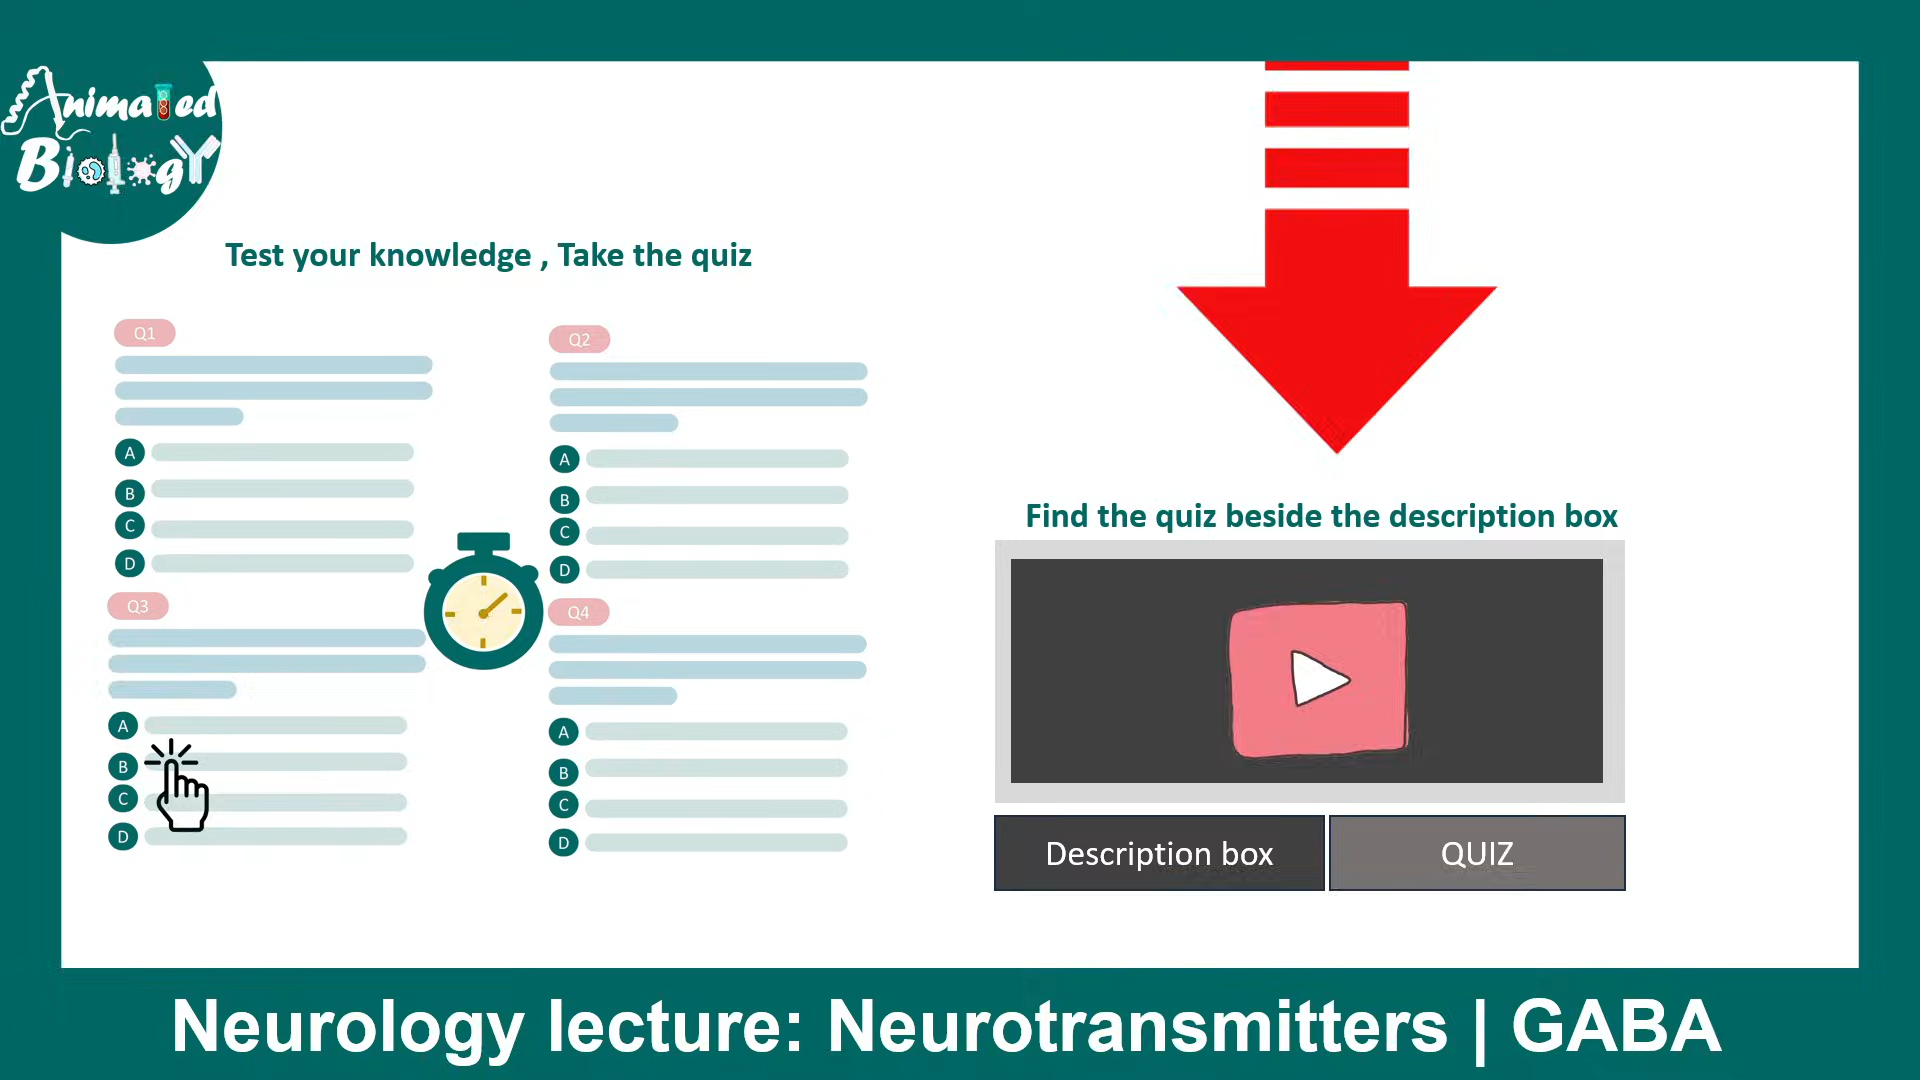 Animated
Biology
Test your knowledge , Take the quiz
Q1
A
B
C
D
Q2
A
B
C
D
Q3
A
B
C
D
Q4
A
B
C
D
Find the quiz beside the description box
Description box
QUIZ
Neurology lecture: Neurotransmitters | GABA